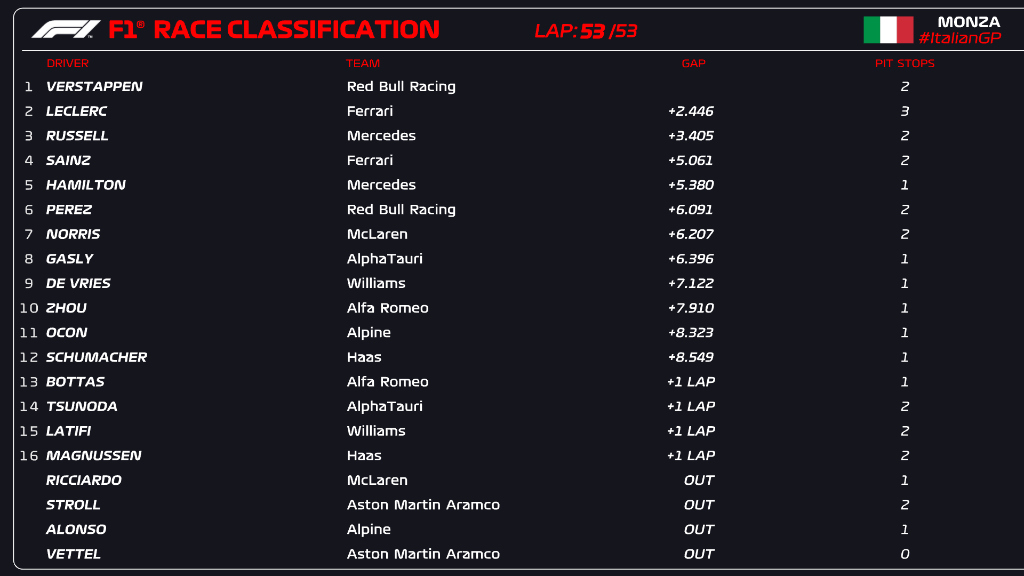 F1® RACE CLASSIFICATION LAP: 53 /53 MONZA
#ItalianGP
DRIVER TEAM GAP PIT STOPS
1 VERSTAPPEN Red Bull Racing 2
2 LECLERC Ferrari +2.446 3
3 RUSSELL Mercedes +3.405 2
4 SAINZ Ferrari +5.061 2
5 HAMILTON Mercedes +5.380 1
6 PEREZ Red Bull Racing +6.091 2
7 NORRIS McLaren +6.207 2
8 GASLY AlphaTauri +6.396 1
9 DE VRIES Williams +7.122 1
10 ZHOU Alfa Romeo +7.910 1
11 OCON Alpine +8.323 1
12 SCHUMACHER Haas +8.549 1
13 BOTTAS Alfa Romeo +1 LAP 1
14 TSUNODA AlphaTauri +1 LAP 2
15 LATIFI Williams +1 LAP 2
16 MAGNUSSEN Haas +1 LAP 2
RICCIARDO McLaren OUT 1
STROLL Aston Martin Aramco OUT 2
ALONSO Alpine OUT 1
VETTEL Aston Martin Aramco OUT 0